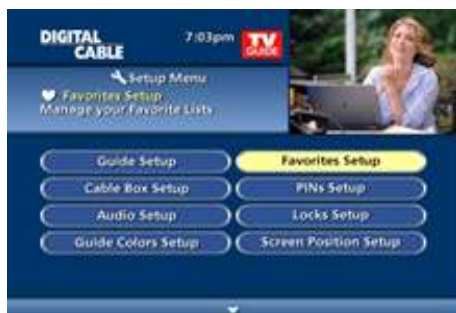 DIGITAL CABLE
7:03pm
TV GUIDE
Setup Menu
Favorites Setup
Manage your Favorite Lists
Guide Setup
Favorites Setup
Cable Box Setup
PINs Setup
Audio Setup
Locks Setup
Guide Colors Setup
Screen Position Setup